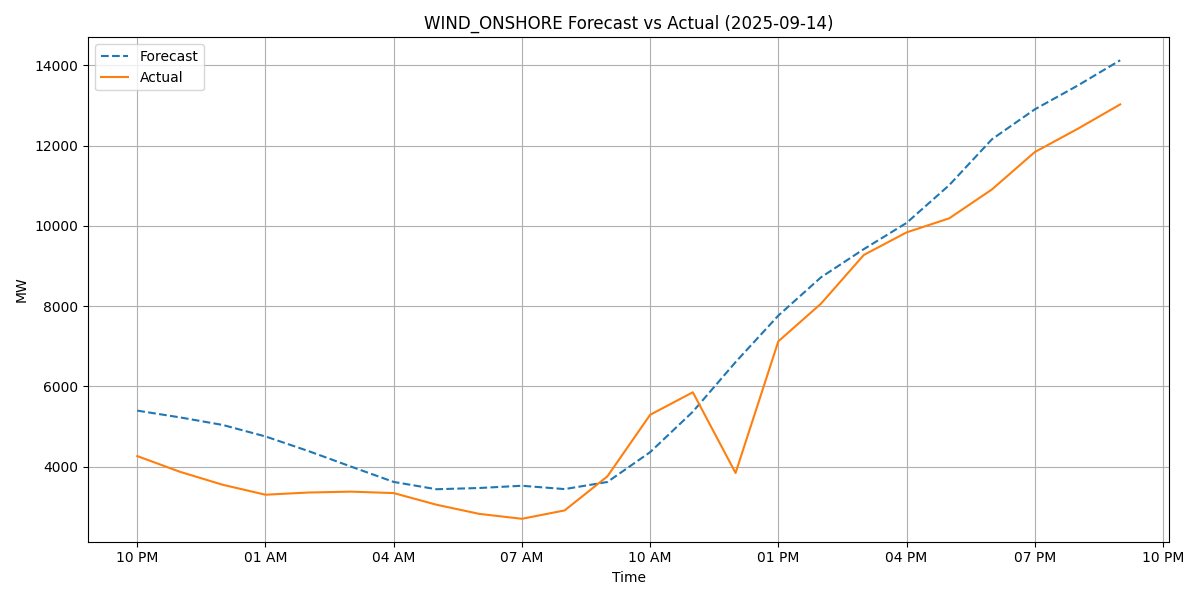 WIND_ONSHORE Forecast vs Actual (2025-09-14)
Forecast
Actual
14000
12000
10000
8000
6000
4000
MW
10 PM 01 AM 04 AM 07 AM 10 AM 01 PM 04 PM 07 PM 10 PM
Time